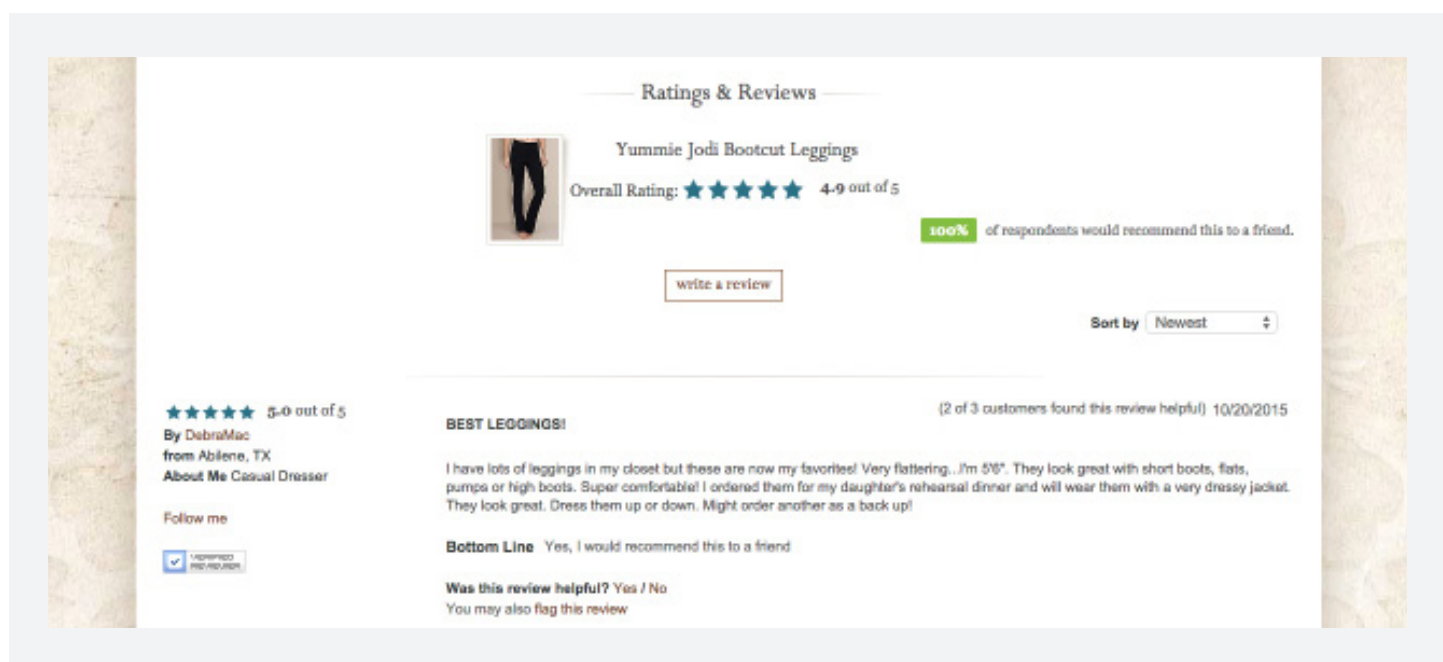 Ratings & Reviews
Yummie Jodi Bootcut Leggings
Overall Rating: 4.9 out of 5
100% of respondents would recommend this to a friend.
write a review
Sort by Newest
5.0 out of 5
By DebraMac
from Abilene, TX
About Me Casual Dresser
Follow me
VERIFIED
REVIEWER
(2 of 3 customers found this review helpful) 10/20/2015
BEST LEGGINGS!
I have lots of leggings in my closet but these are now my favorites! Very flattering...I'm 5'6". They look great with short boots, flats,
pumps or high boots. Super comfortable! I ordered them for my daughter's rehearsal dinner and will wear them with a very dressy jacket.
They look great. Dress them up or down. Might order another as a back up!
Bottom Line Yes, I would recommend this to a friend
Was this review helpful? Yes / No
You may also flag this review